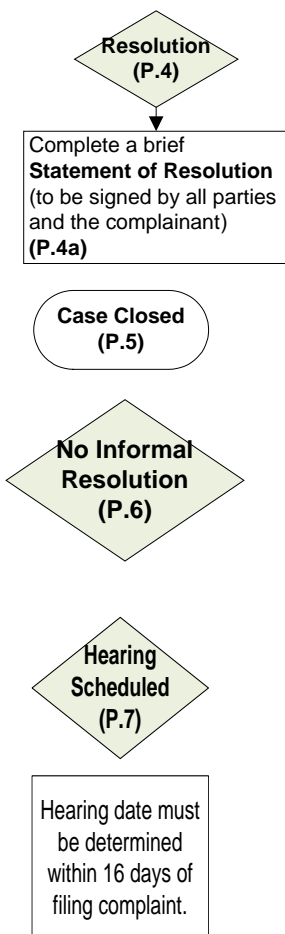 Resolution
(P.4)
Complete a brief
Statement of Resolution
(to be signed by all parties
and the complainant)
(P.4a)
Case Closed
(P.5)
No Informal
Resolution
(P.6)
Hearing
Scheduled
(P.7)
Hearing date must
be determined
within 16 days of
filing complaint.